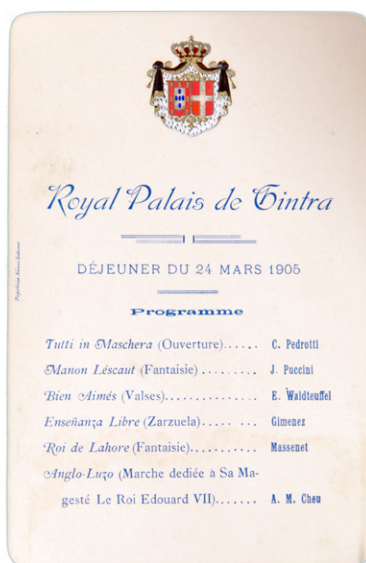 Royal Palais de Cintra
DÉJEUNER DU 24 MARS 1905
Programme
Tutti in Maschera (Ouverture)...... C. Pedrotti
Manon Léscaut (Fantaisie)......... J. Puccini
Bien Aimés (Valses)............... E. Waldteuffel
Enseñanza Libre (Zarzuela)..... ... Gimenez
Roi de Lahore (Fantaisie)........... Massenet
Anglo-Luzo (Marche dediée à Sa Ma-
gesté Le Roi Edouard VII)....... A. M. Cheu